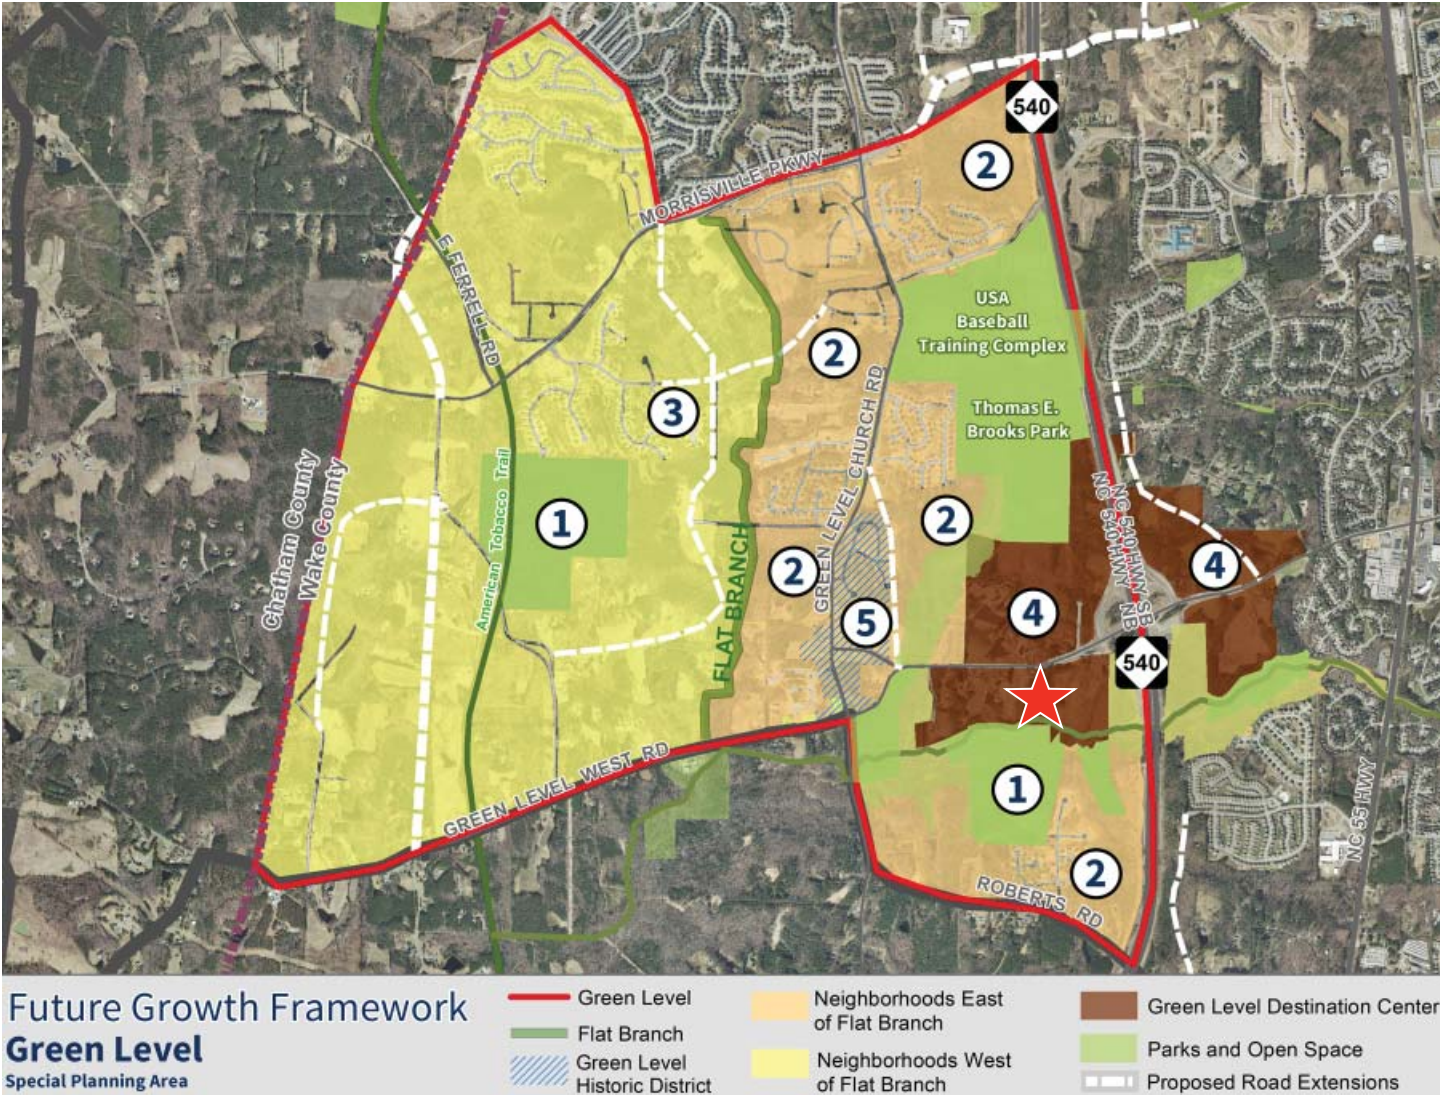 540
2
MORRISVILLE PKWY
E FERRELL RD
USA
Baseball
Training Complex
2
3
Thomas E.
Brooks Park
GREEN LEVEL CHURCH RD
Chatham County
Wake County
American Tobacco Trail
1
2
NC 540 HWY NB
NC 540 HWY SB
FLAT BRANCH
2
4
4
5
540
GREEN LEVEL WEST RD
1
NC 55 HWY
2
ROBERTS RD
Future Growth Framework
Green Level
Special Planning Area
Green Level
Flat Branch
Green Level
Historic District
Neighborhoods East
of Flat Branch
Neighborhoods West
of Flat Branch
Green Level Destination Center
Parks and Open Space
Proposed Road Extensions